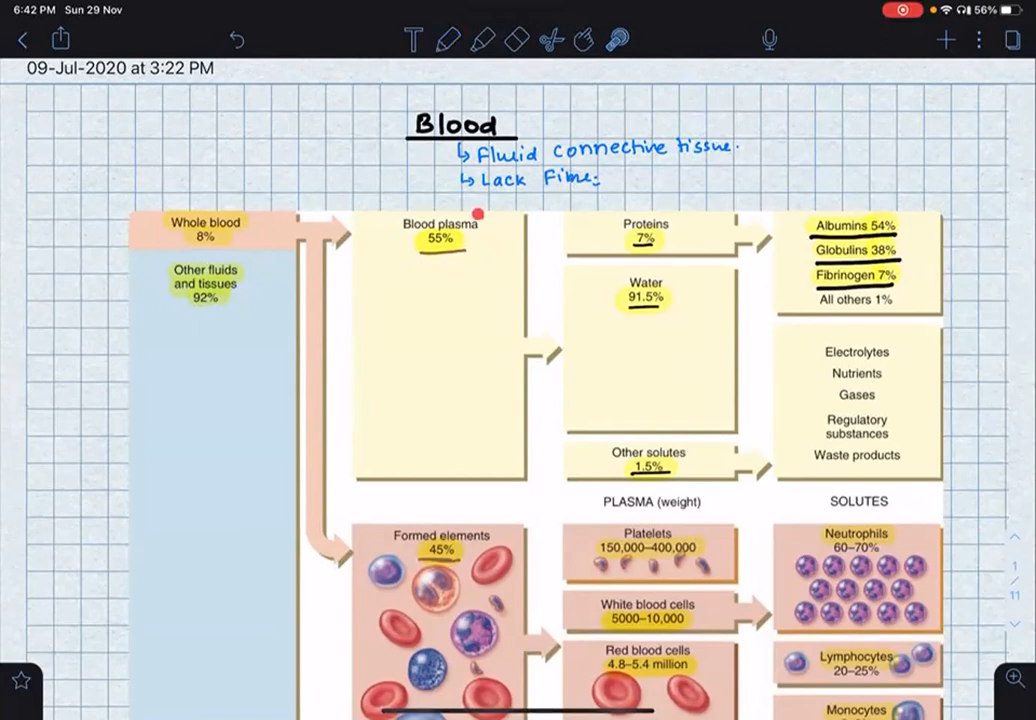 6:42 PM Sun 29 Nov
56%
09-Jul-2020 at 3:22 PM
Blood
↳ Fluid connective tissue.
↳ Lack Fibre
Whole blood
8%
Other fluids
and tissues
92%
Blood plasma
55%
Proteins
7%
Water
91.5%
Other solutes
1.5%
PLASMA (weight)
Albumins 54%
Globulins 38%
Fibrinogen 7%
All others 1%
Electrolytes
Nutrients
Gases
Regulatory
substances
Waste products
SOLUTES
Formed elements
45%
Platelets
150,000–400,000
White blood cells
5000–10,000
Red blood cells
4.8–5.4 million
Neutrophils
60–70%
Lymphocytes
20–25%
Monocytes
1
/
11